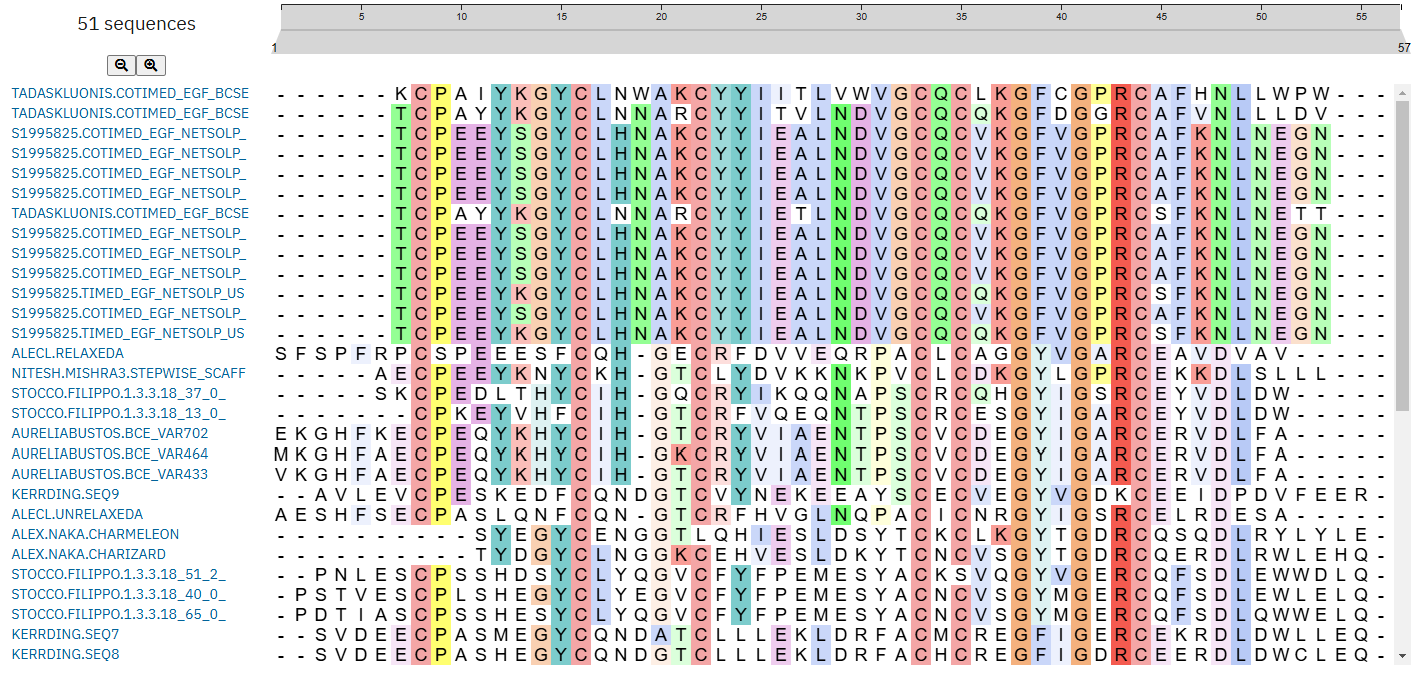 51 sequences
5 10 15 20 25 30 35 40 45 50 55
1 57
TADASKLUONIS.COTIMED_EGF_BCSE ------KCPAIYKGYCLNWAKCYYIITLVWVGCQCLKGFCGPRCAFHNLLWPW---
TADASKLUONIS.COTIMED_EGF_BCSE ------TCPAYYKGYCLNNARCYYITVLNDVGCQCQKGFDGGRCAFVNLLLDV---
S1995825.COTIMED_EGF_NETSOLP_ ------TCPEEYSGYCLHNAKCYYIEALNDVGCQCVKGFVGPRCAFKNLNEGN---
S1995825.COTIMED_EGF_NETSOLP_ ------TCPEEYSGYCLHNAKCYYIEALNDVGCQCVKGFVGPRCAFKNLNEGN---
S1995825.COTIMED_EGF_NETSOLP_ ------TCPEEYSGYCLHNAKCYYIEALNDVGCQCVKGFVGPRCAFKNLNEGN---
S1995825.COTIMED_EGF_NETSOLP_ ------TCPEEYSGYCLHNAKCYYIEALNDVGCQCVKGFVGPRCAFKNLNEGN---
TADASKLUONIS.COTIMED_EGF_BCSE ------TCPAYYKGYCLNNARCYYIETLNDVGCQCQKGFVGPRCSFKNLNETT---
S1995825.COTIMED_EGF_NETSOLP_ ------TCPEEYSGYCLHNAKCYYIEALNDVGCQCVKGFVGPRCAFKNLNEGN---
S1995825.COTIMED_EGF_NETSOLP_ ------TCPEEYSGYCLHNAKCYYIEALNDVGCQCVKGFVGPRCAFKNLNEGN---
S1995825.COTIMED_EGF_NETSOLP_ ------TCPEEYSGYCLHNAKCYYIEALNDVGCQCVKGFVGPRCAFKNLNEGN---
S1995825.TIMED_EGF_NETSOLP_US ------TCPEEYKGYCLHNAKCYYIEALNDVGCQCQKGFVGPRCSFKNLNEGN---
S1995825.COTIMED_EGF_NETSOLP_ ------TCPEEYSGYCLHNAKCYYIEALNDVGCQCVKGFVGPRCAFKNLNEGN---
S1995825.TIMED_EGF_NETSOLP_US ------TCPEEYKGYCLHNAKCYYIEALNDVGCQCQKGFVGPRCSFKNLNEGN---
ALECL.RELAXEDA SFSPFRPCSPEEESFCQH-GECRFDVVEQRPACLCAGGYVGARCEAVDVAV-----
NITESH.MISHRA3.STEPWISE_SCAFF -----AECPEEYKNYCKH-GTCLYDVKKNKPVCLCDKGYLGPRCEKKDLSLLL---
STOCCO.FILIPPO.1.3.3.18_37_0_ -----SKCPEDLTHYCIH-GQCRYIKQQNAPSCRCQHGYIGSRCEYVDLDW-----
STOCCO.FILIPPO.1.3.3.18_13_0_ -------CPKEYVHFCIH-GTCRFVQEQNTPSCRCESGYIGARCEYVDLDW-----
AURELIABUSTOS.BCE_VAR702 EKGHFKECPEQYKHYCIH-GTCRYVIAENTPSCVCDEGYIGARCERVDLFA-----
AURELIABUSTOS.BCE_VAR464 MKGHFAECPEQYKHYCIH-GKCRYVIAENTPSCVCDEGYIGARCERVDLFA-----
AURELIABUSTOS.BCE_VAR433 VKGHFAECPEQYKHYCIH-GTCRYVIAENTPSCVCDEGYIGARCERVDLFA-----
KERRDING.SEQ9 --AVLEVCPESKEDFCQNDGTCVYNEKEEAYSCECVEGYVGDKCEEIDPDVFEER-
ALECL.UNRELAXEDA AESHFSECPASLQNFCQN-GTCRFHVGLNQPACICNRGYIGSRCELRDESA-----
ALEX.NAKA.CHARMELEON ----------SYEGYCENGGTLQHIESLDSYTCKCLKGYTGDRCQSQDLRYLYLE-
ALEX.NAKA.CHARIZARD ----------TYDGYCLNGGKCEHVESLDKYTCNCVSGYTGDRCQERDLRWLEHQ-
STOCCO.FILIPPO.1.3.3.18_51_2_ --PNLESCPSSHDSYCLYQGVCFYFPEMESYACKSVQGYVGERCQFSDLEWWDLQ-
STOCCO.FILIPPO.1.3.3.18_40_0_ -PSTVESCPLSHEGYCLYEGVCFYFPEMESYACNCVSGYMGERCQFSDLEWLELQ-
STOCCO.FILIPPO.1.3.3.18_65_0_ -PDTIASCPSSHESYCLYQGVCFYFPEMESYACNCVSGYMGERCQFSDLQWWELQ-
KERRDING.SEQ7 --SVDEECPASMEGYCQNDATCLLLEKLDRFACMCREGFIGERCEKRDLDWLLEQ-
KERRDING.SEQ8 --SVDEECPASHEGYCQNDGTCLLLEKLDRFACHCREGFIGDRCEERDLDWCLEQ-